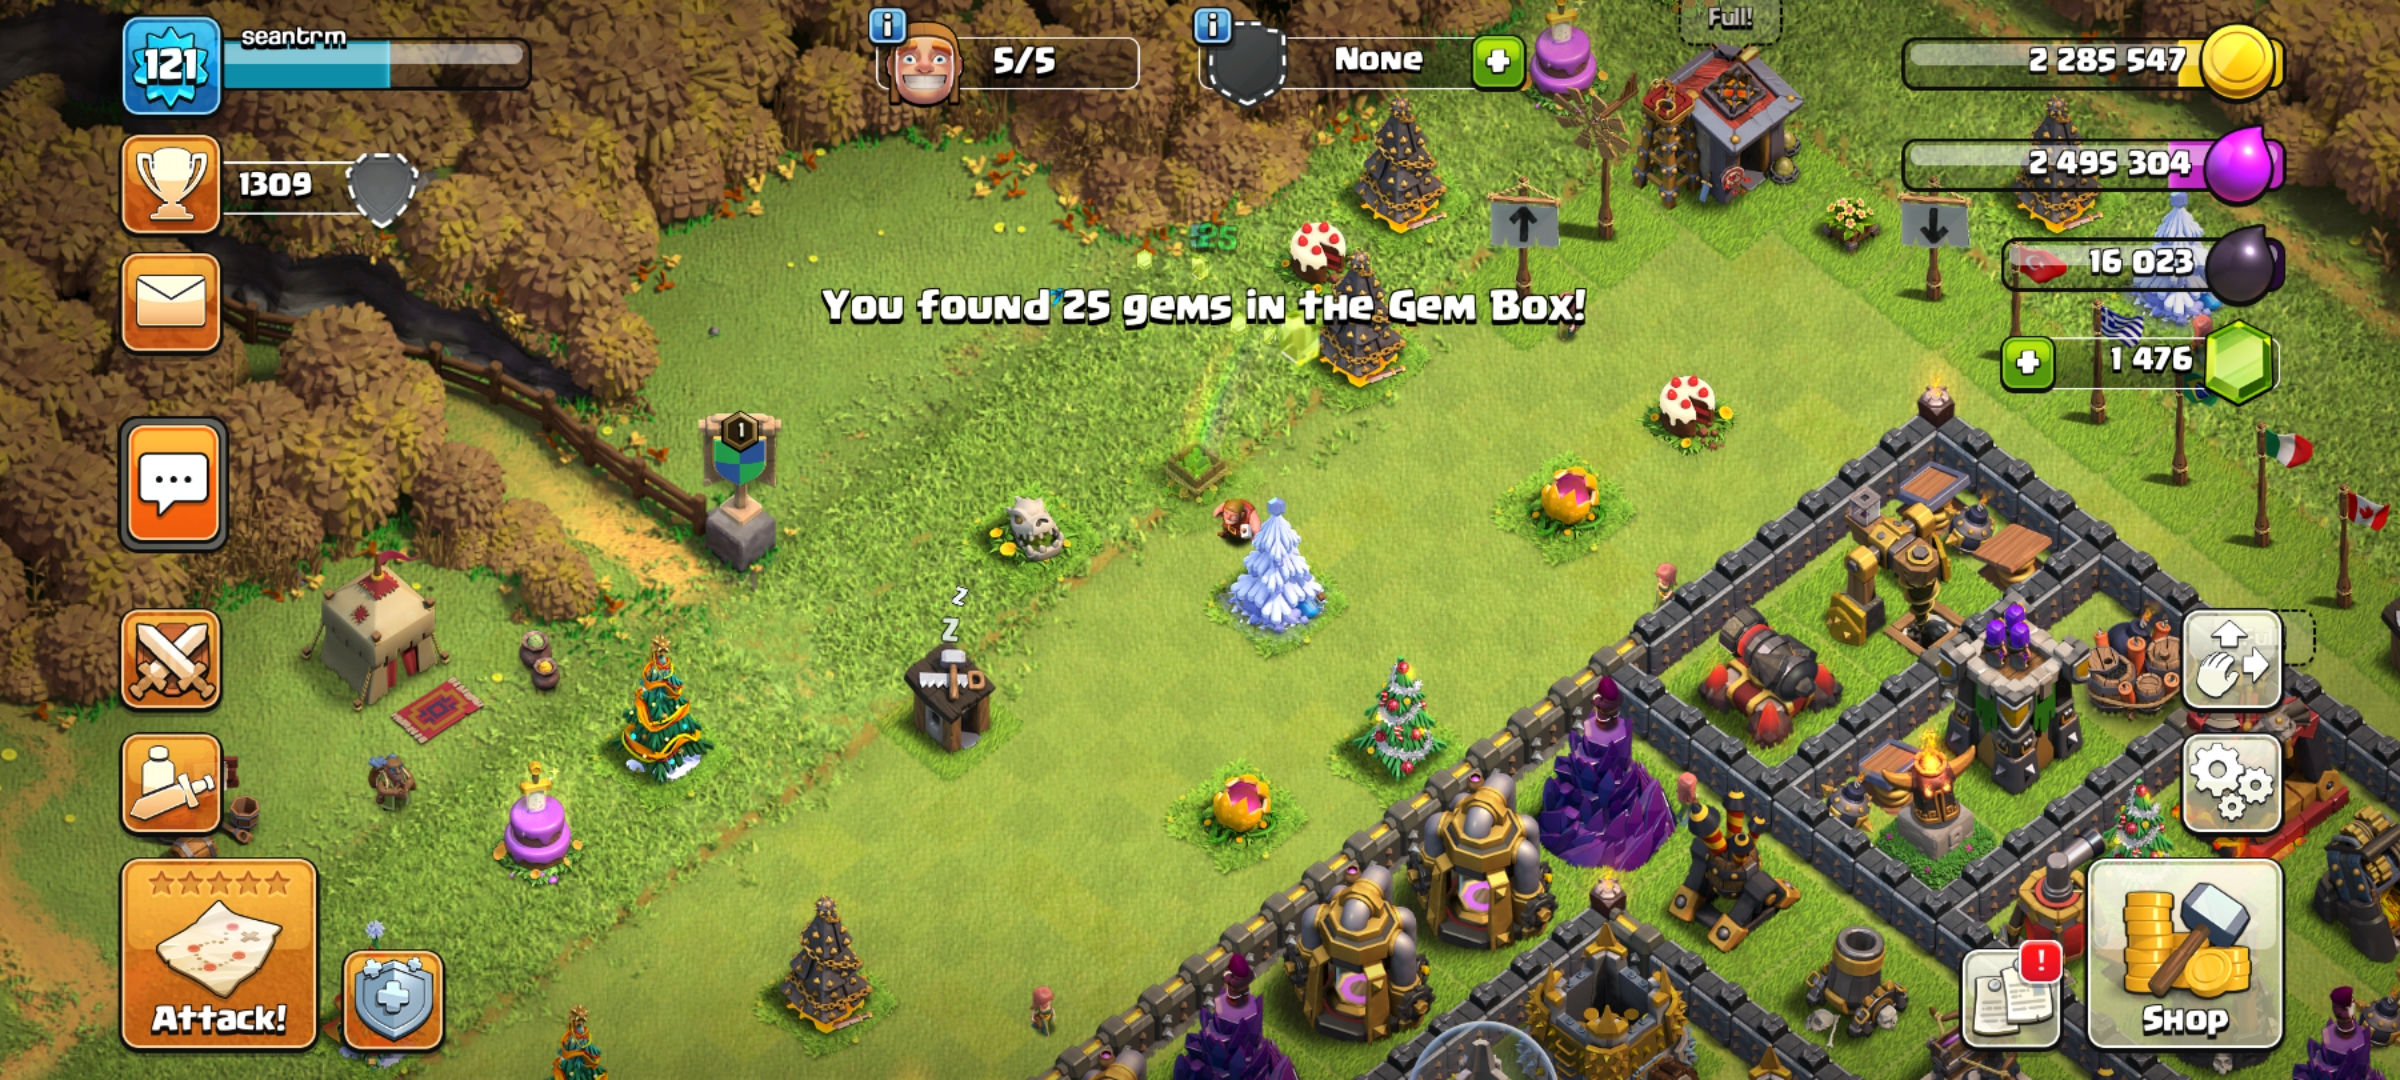 121
seantrm
5/5
None
Full!
2 285 547
1309
2 495 304
25
16 023
You found 25 gems in the Gem Box!
1 476
1
z
Z
Attack!
!
Shop